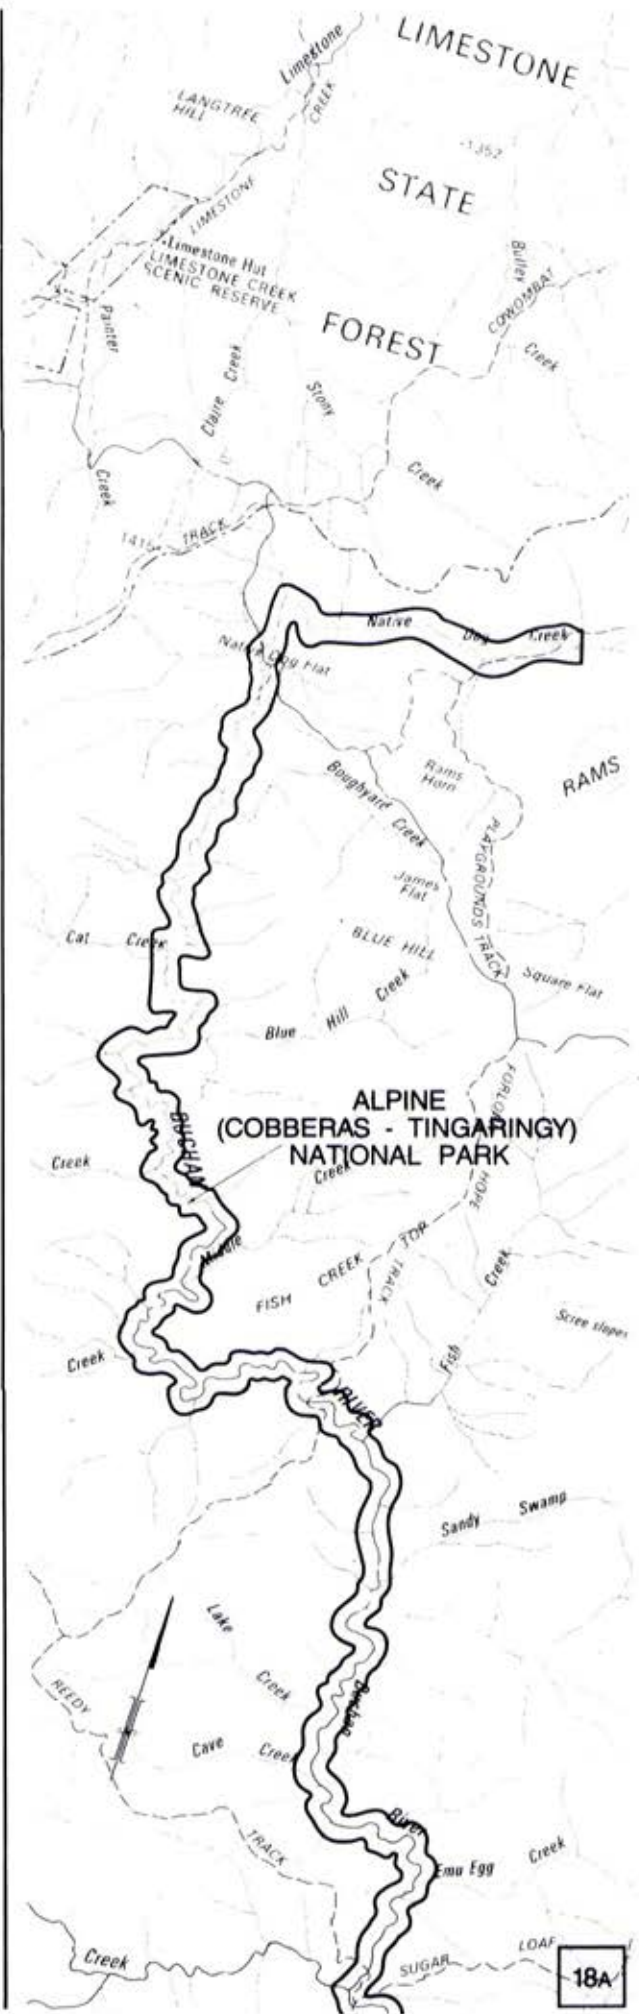 Limestone
LIMESTONE
CREEK
LANGTREE
HILL
1352
STATE
LIMESTONE
Limestone Hut
LIMESTONE CREEK
SCENIC RESERVE
Bulley
COWOMBAT
Creek
Painter
FOREST
Claire Creek
Stony
Creek
Creek
1415
TRACK
Native Dog Creek
Native Dog Flat
Rams
Horn
RAMS
Boughyard Creek
PLAYGROUNDS TRACK
James
Flat
Cat Creek
BLUE HILL
Square Flat
Blue Hill Creek
FORLORN HOPE
ALPINE
(COBBERAS - TINGARINGY)
NATIONAL PARK
BUCHAN
Creek
Creek
Middle
FISH CREEK TOP
TRACK
Creek
Scree slopes
Creek
Fish
RIVER
Sandy Swamp
Lake
Creek
REEDY
Buchan
Cave Creek
River
TRACK
Emu Egg Creek
Creek
SUGAR LOAF
18A